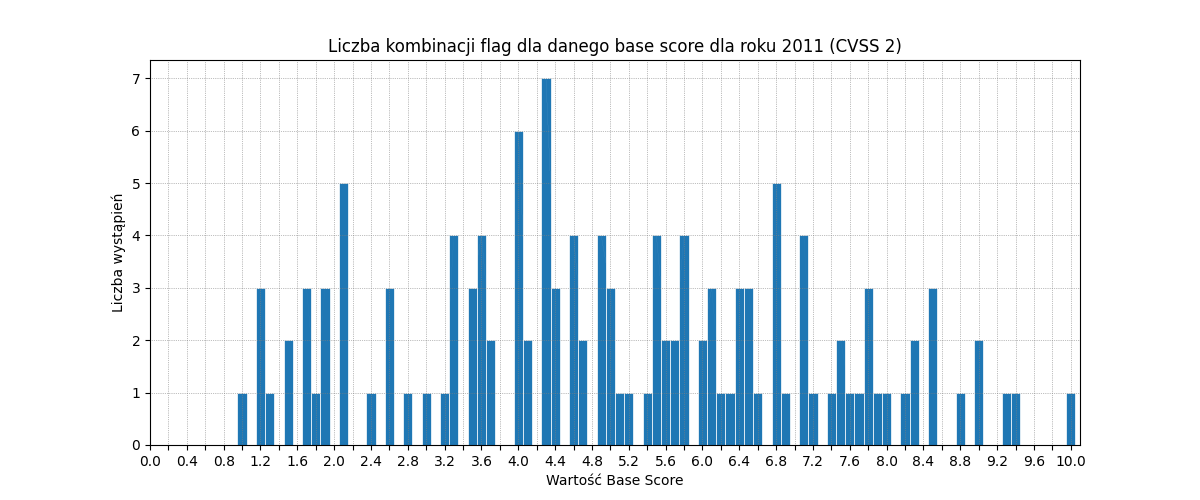 Liczba kombinacji flag dla danego base score dla roku 2011 (CVSS 2)
Liczba wystąpień
7
6
5
4
3
2
1
0
0.0 0.4 0.8 1.2 1.6 2.0 2.4 2.8 3.2 3.6 4.0 4.4 4.8 5.2 5.6 6.0 6.4 6.8 7.2 7.6 8.0 8.4 8.8 9.2 9.6 10.0
Wartość Base Score